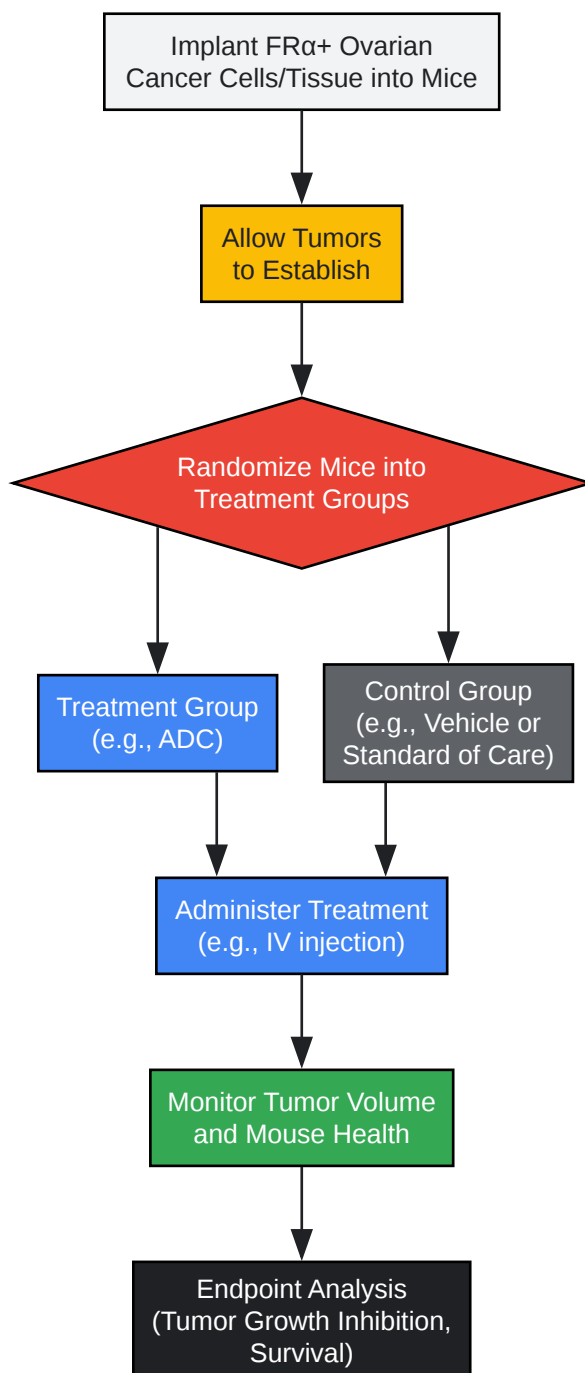 Implant FRα+ Ovarian
Cancer Cells/Tissue into Mice
Allow Tumors
to Establish
Randomize Mice into
Treatment Groups
Treatment Group
(e.g., ADC)
Control Group
(e.g., Vehicle or
Standard of Care)
Administer Treatment
(e.g., IV injection)
Monitor Tumor Volume
and Mouse Health
Endpoint Analysis
(Tumor Growth Inhibition,
Survival)